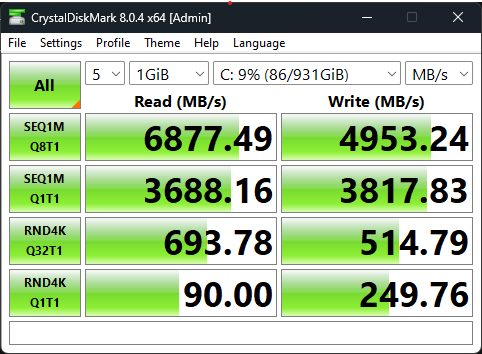 CrystalDiskMark 8.0.4 x64 [Admin]
File Settings Profile Theme Help Language
All 5 1GiB C: 9% (86/931GiB) MB/s
Read (MB/s) Write (MB/s)
SEQ1M
Q8T1 6877.49 4953.24
SEQ1M
Q1T1 3688.16 3817.83
RND4K
Q32T1 693.78 514.79
RND4K
Q1T1 90.00 249.76